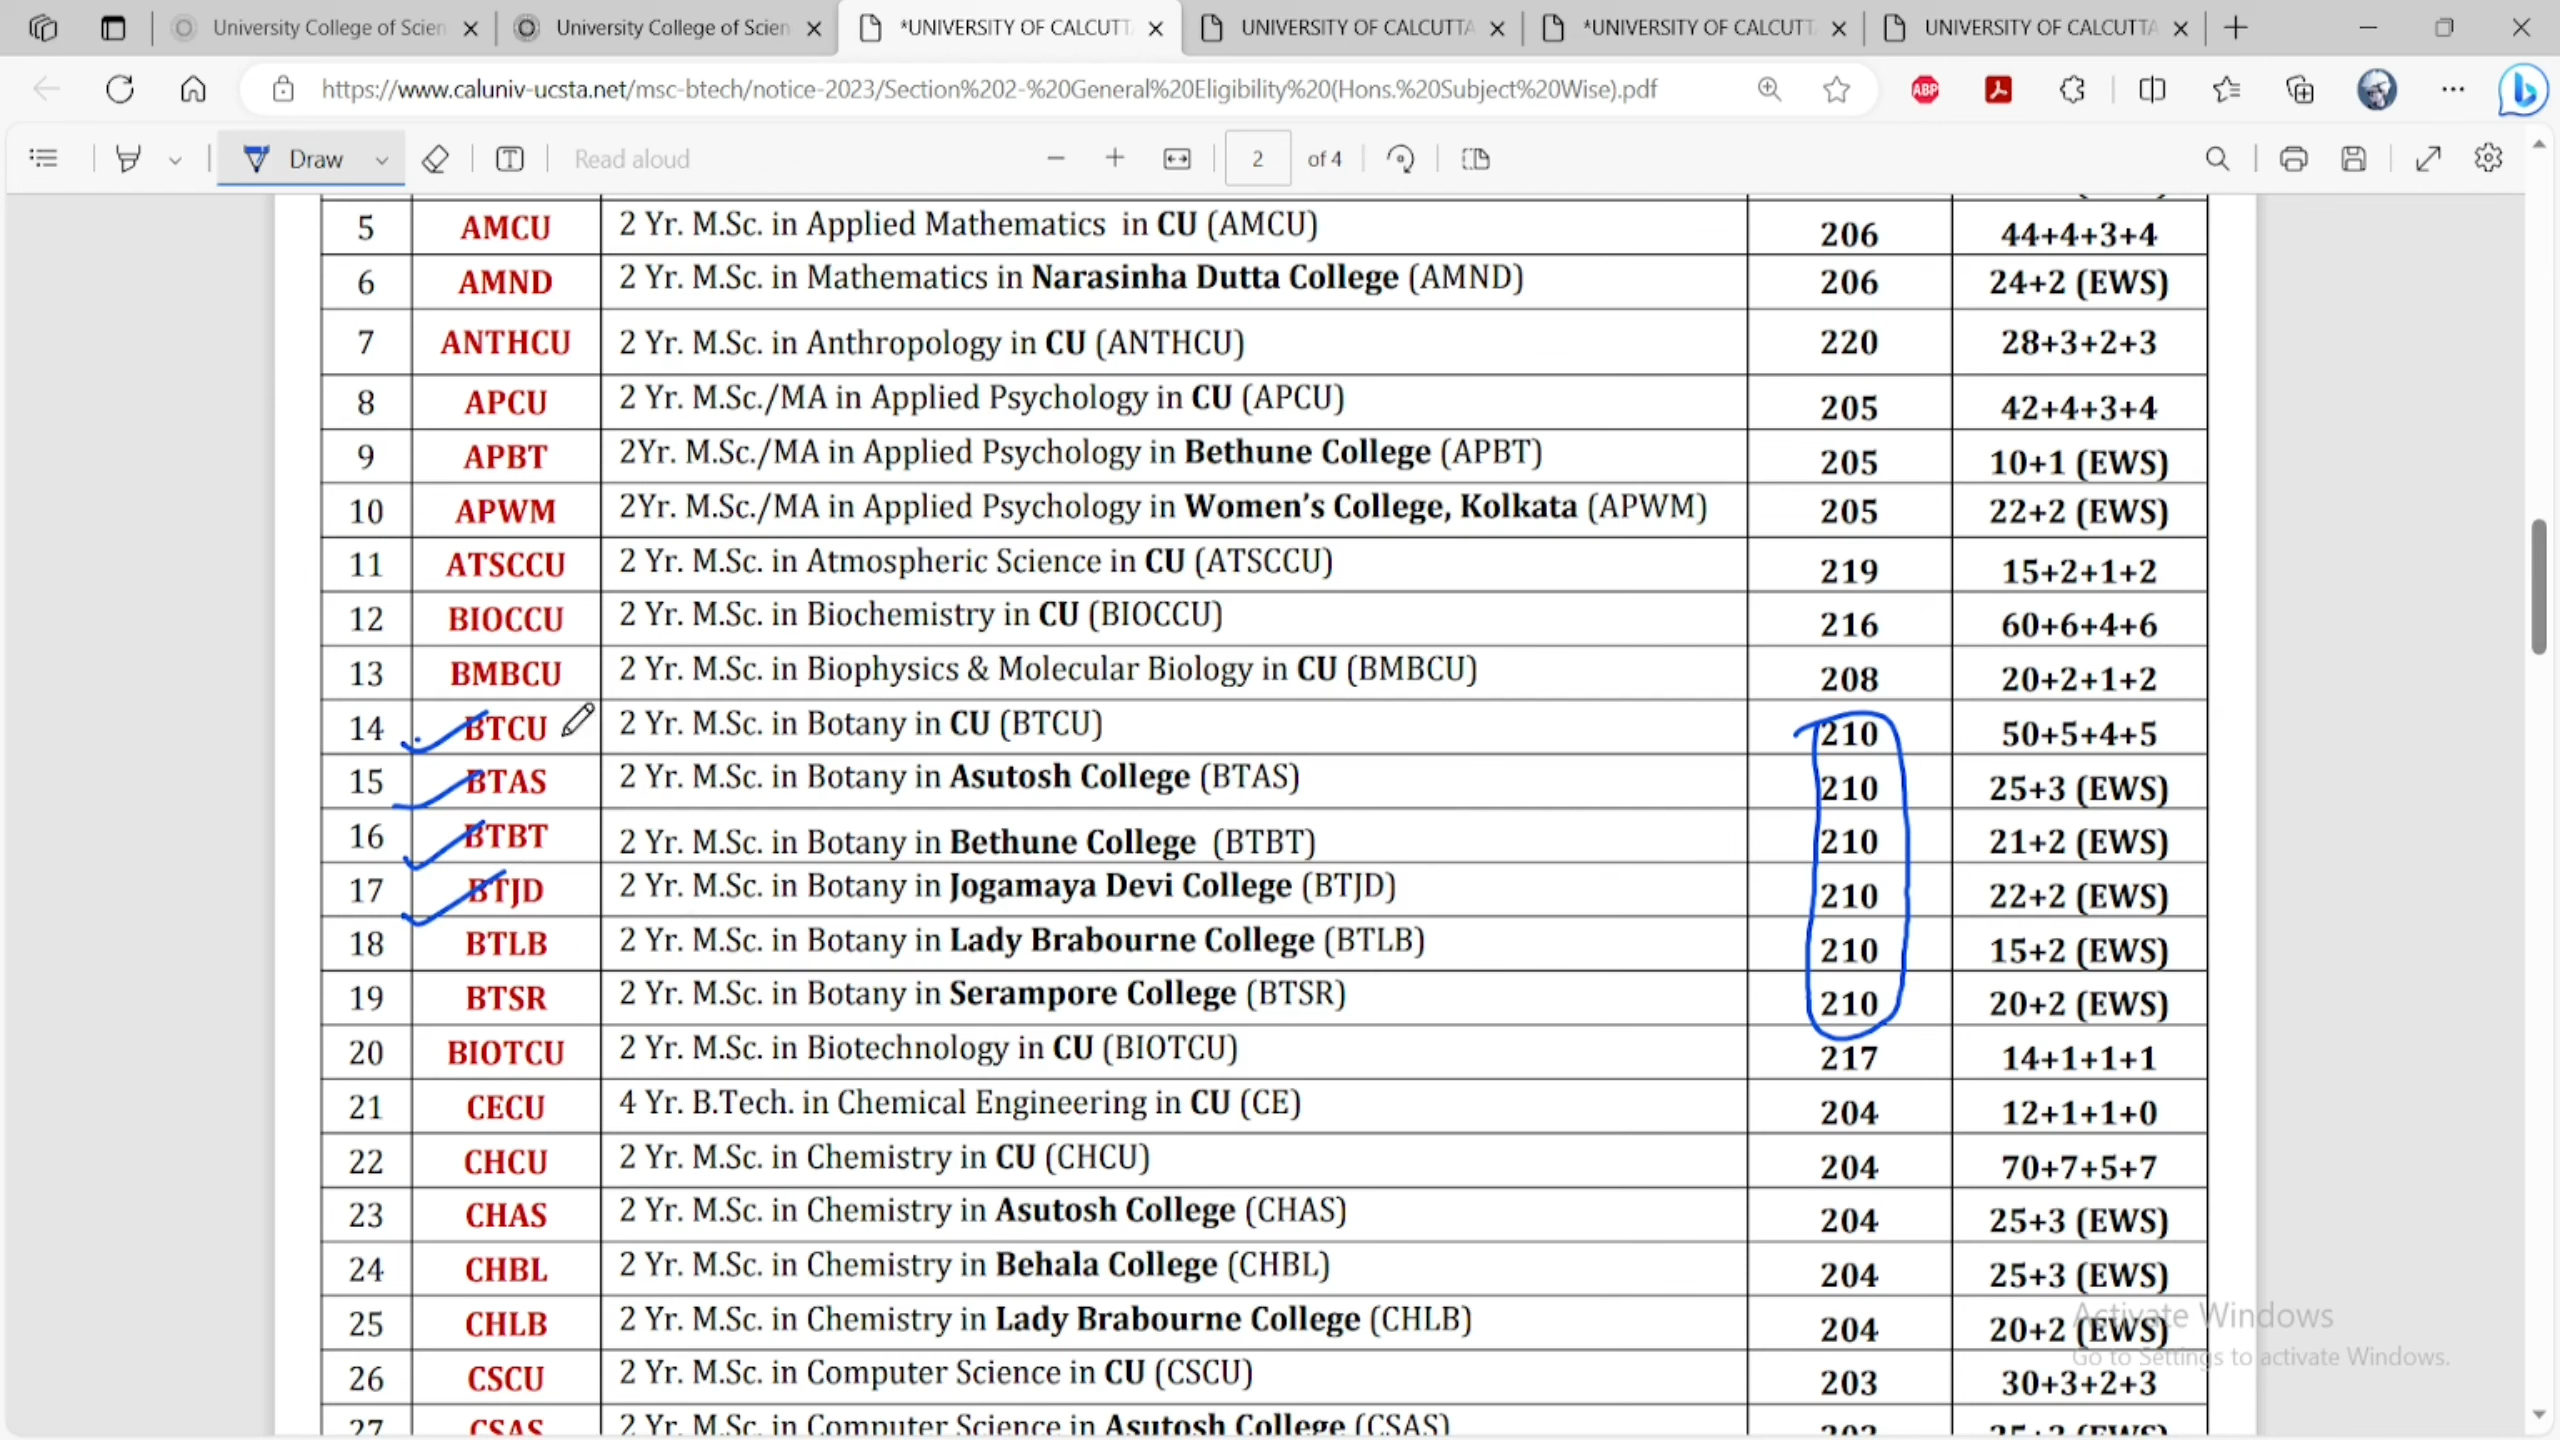 University College of Scien
University College of Scien
*UNIVERSITY OF CALCUTT
UNIVERSITY OF CALCUTTA
*UNIVERSITY OF CALCUTT
UNIVERSITY OF CALCUTTA
https://www.caluniv-ucsta.net/msc-btech/notice-2023/Section%202-%20General%20Eligibility%20(Hons.%20Subject%20Wise).pdf
ABP
Draw
T
Read aloud
2 of 4
5 AMCU 2 Yr. M.Sc. in Applied Mathematics in CU (AMCU) 206 44+4+3+4
6 AMND 2 Yr. M.Sc. in Mathematics in Narasinha Dutta College (AMND) 206 24+2 (EWS)
7 ANTHCU 2 Yr. M.Sc. in Anthropology in CU (ANTHCU) 220 28+3+2+3
8 APCU 2 Yr. M.Sc./MA in Applied Psychology in CU (APCU) 205 42+4+3+4
9 APBT 2Yr. M.Sc./MA in Applied Psychology in Bethune College (APBT) 205 10+1 (EWS)
10 APWM 2Yr. M.Sc./MA in Applied Psychology in Women’s College, Kolkata (APWM) 205 22+2 (EWS)
11 ATSCCU 2 Yr. M.Sc. in Atmospheric Science in CU (ATSCCU) 219 15+2+1+2
12 BIOCCU 2 Yr. M.Sc. in Biochemistry in CU (BIOCCU) 216 60+6+4+6
13 BMBCU 2 Yr. M.Sc. in Biophysics & Molecular Biology in CU (BMBCU) 208 20+2+1+2
14 BTCU 2 Yr. M.Sc. in Botany in CU (BTCU) 210 50+5+4+5
15 BTAS 2 Yr. M.Sc. in Botany in Asutosh College (BTAS) 210 25+3 (EWS)
16 BTBT 2 Yr. M.Sc. in Botany in Bethune College (BTBT) 210 21+2 (EWS)
17 BTJD 2 Yr. M.Sc. in Botany in Jogamaya Devi College (BTJD) 210 22+2 (EWS)
18 BTLB 2 Yr. M.Sc. in Botany in Lady Brabourne College (BTLB) 210 15+2 (EWS)
19 BTSR 2 Yr. M.Sc. in Botany in Serampore College (BTSR) 210 20+2 (EWS)
20 BIOTCU 2 Yr. M.Sc. in Biotechnology in CU (BIOTCU) 217 14+1+1+1
21 CECU 4 Yr. B.Tech. in Chemical Engineering in CU (CE) 204 12+1+1+0
22 CHCU 2 Yr. M.Sc. in Chemistry in CU (CHCU) 204 70+7+5+7
23 CHAS 2 Yr. M.Sc. in Chemistry in Asutosh College (CHAS) 204 25+3 (EWS)
24 CHBL 2 Yr. M.Sc. in Chemistry in Behala College (CHBL) 204 25+3 (EWS)
25 CHLB 2 Yr. M.Sc. in Chemistry in Lady Brabourne College (CHLB) 204 20+2 (EWS)
26 CSCU 2 Yr. M.Sc. in Computer Science in CU (CSCU) 203 30+3+2+3
27 CSAS 2 Yr. M.Sc. in Computer Science in Asutosh College (CSAS)
Activate Windows
Go to Settings to activate Windows.